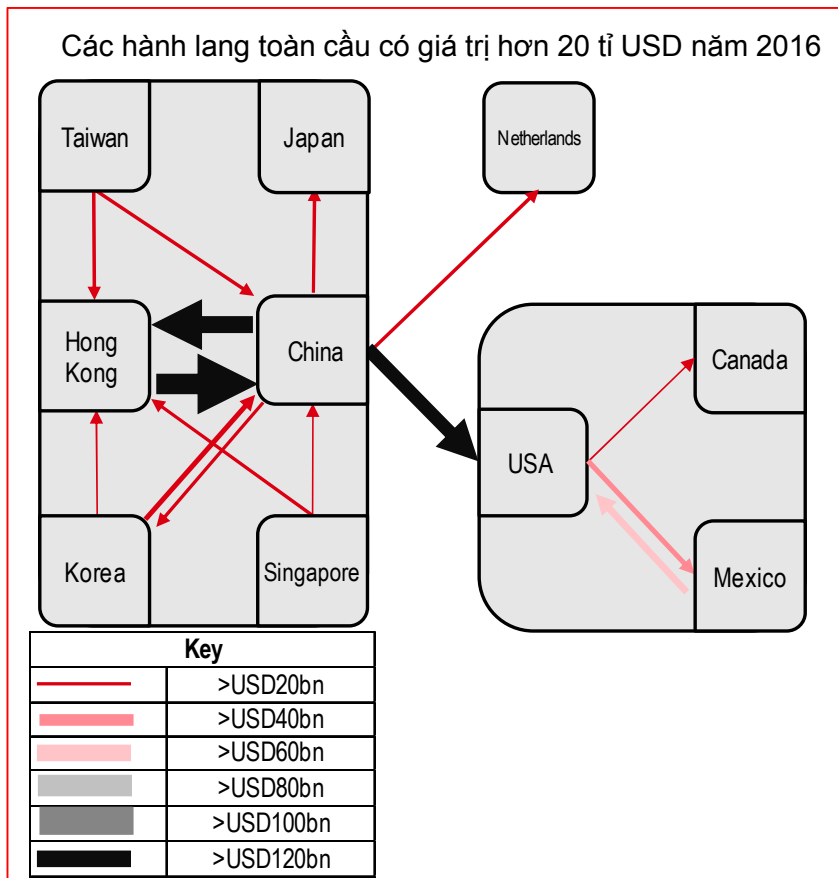 Các hành lang toàn cầu có giá trị hơn 20 tỉ USD năm 2016
Taiwan
Japan
Netherlands
Hong
Kong
China
Canada
USA
Korea
Singapore
Mexico
Key
>USD20bn
>USD40bn
>USD60bn
>USD80bn
>USD100bn
>USD120bn